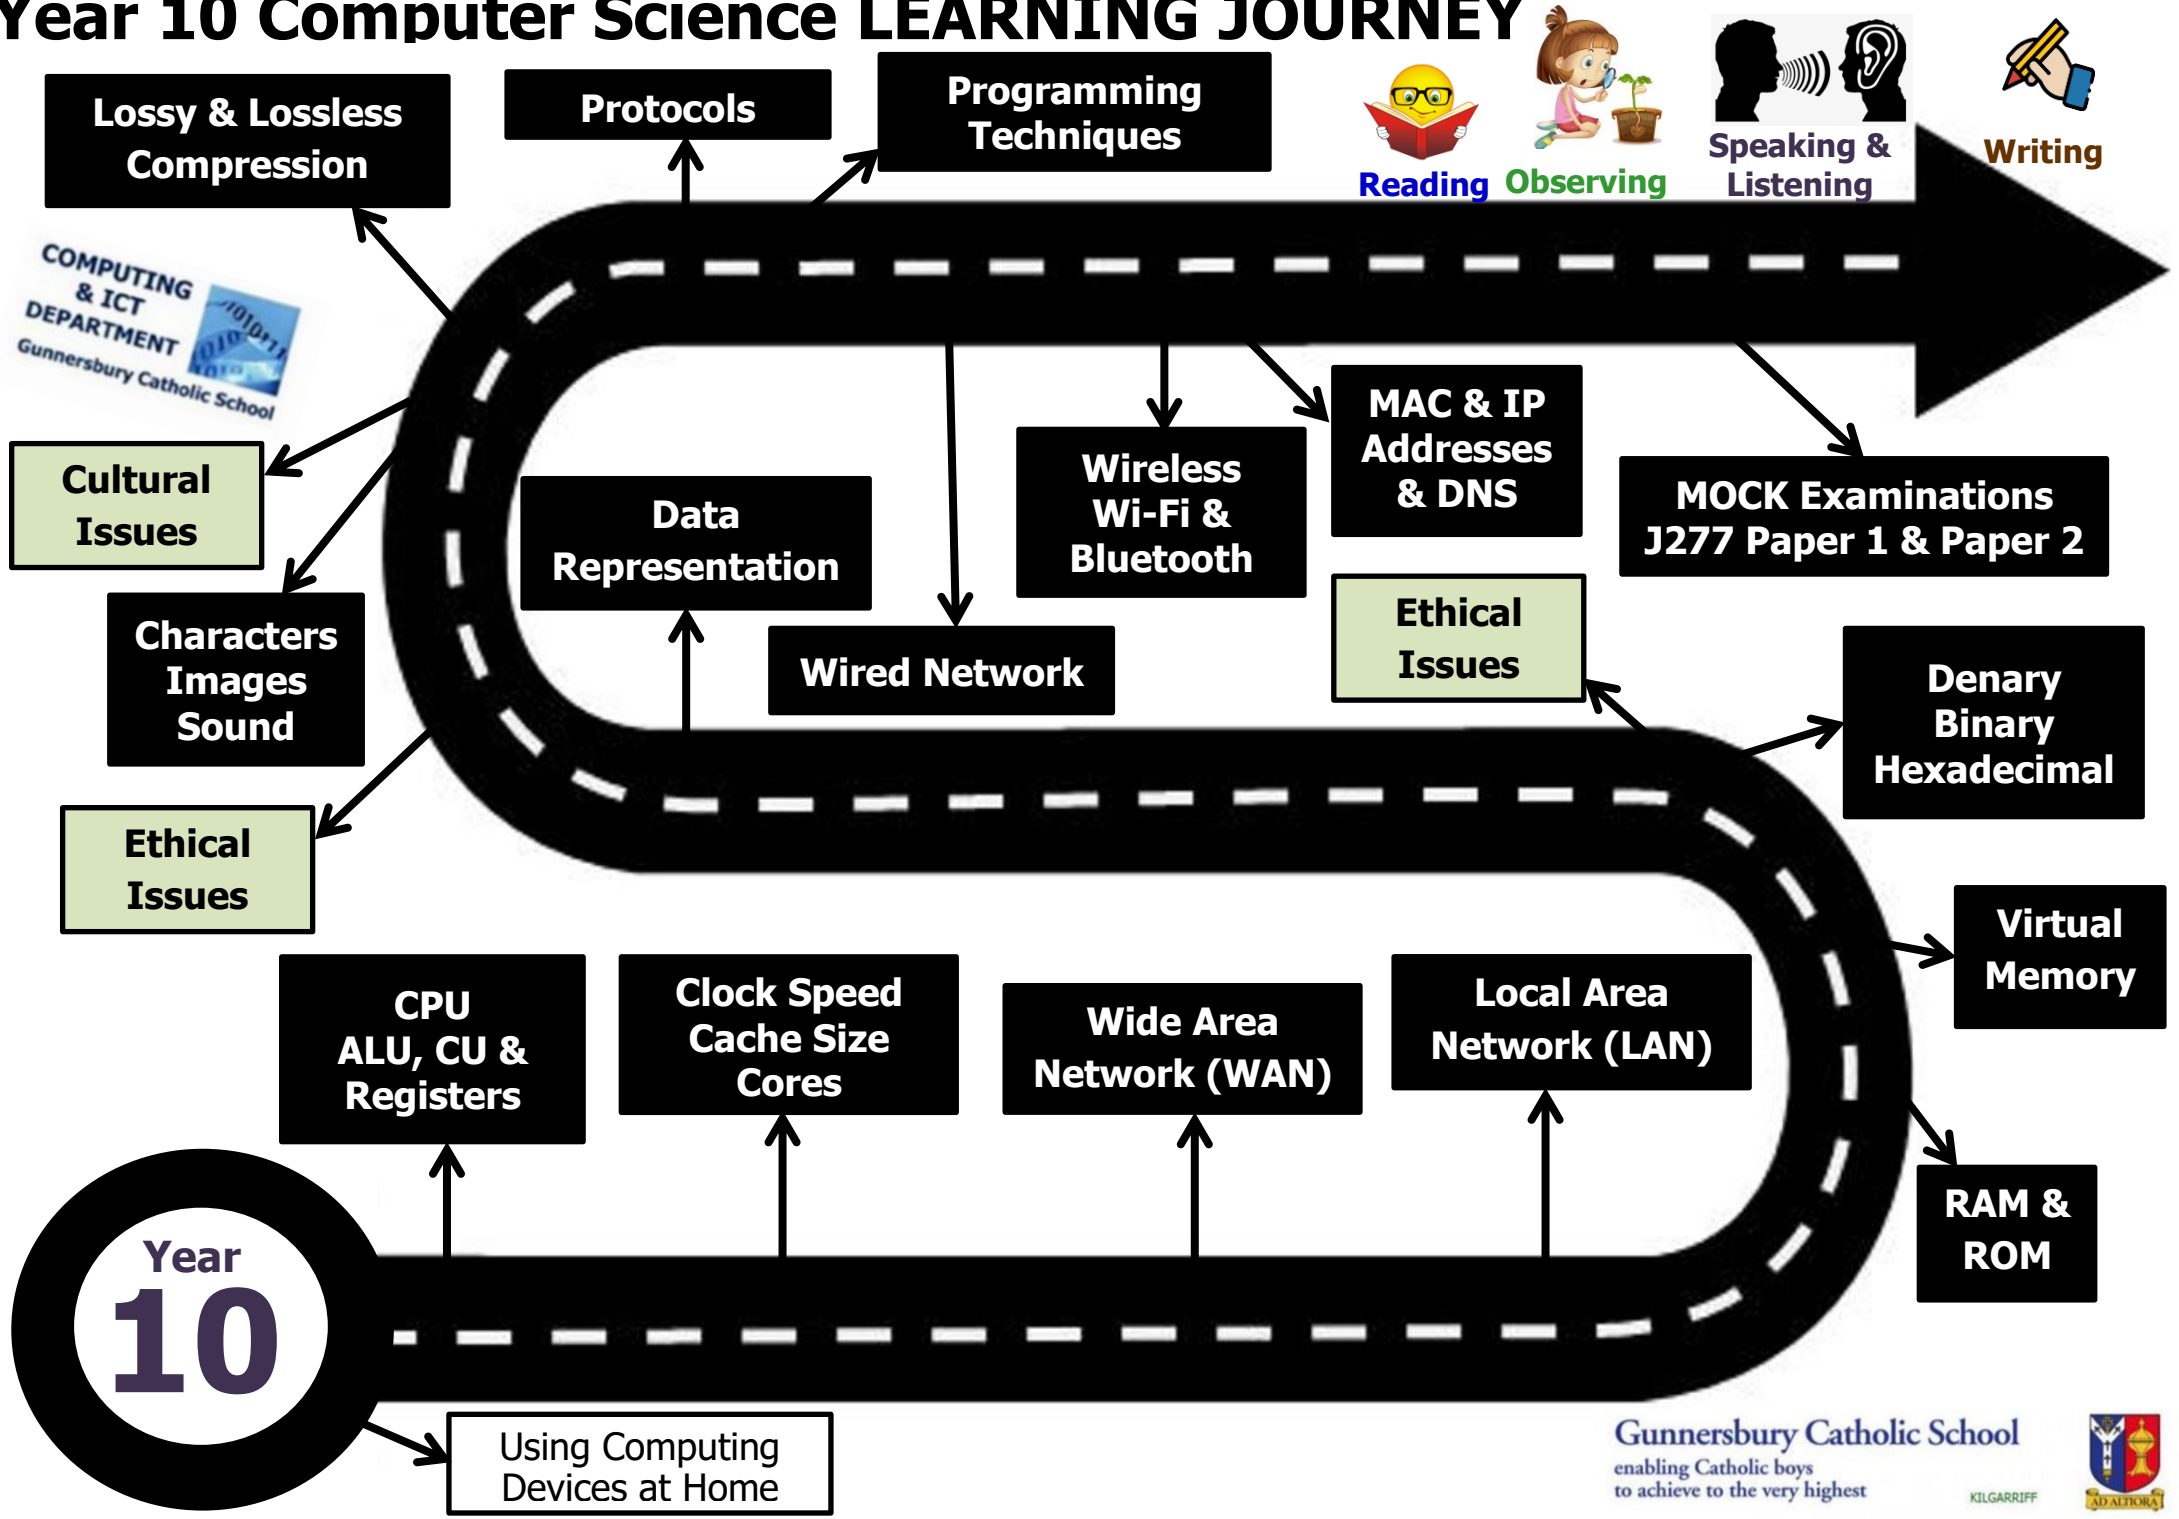 Year 10 Computer Science LEARNING JOURNEY
Lossy & Lossless
Compression
Protocols
Programming
Techniques
Reading
Observing
Speaking &
Listening
Writing
COMPUTING
& ICT
DEPARTMENT
Gunnersbury Catholic School
Cultural
Issues
Characters
Images
Sound
Ethical
Issues
Data
Representation
Wired Network
Wireless
Wi-Fi &
Bluetooth
MAC & IP
Addresses
& DNS
MOCK Examinations
J277 Paper 1 & Paper 2
Ethical
Issues
Denary
Binary
Hexadecimal
Virtual
Memory
RAM &
ROM
CPU
ALU, CU &
Registers
Clock Speed
Cache Size
Cores
Wide Area
Network (WAN)
Local Area
Network (LAN)
Year
10
Using Computing
Devices at Home
Gunnersbury Catholic School
enabling Catholic boys
to achieve to the very highest
KILGARRIFF
AD ALTIORA